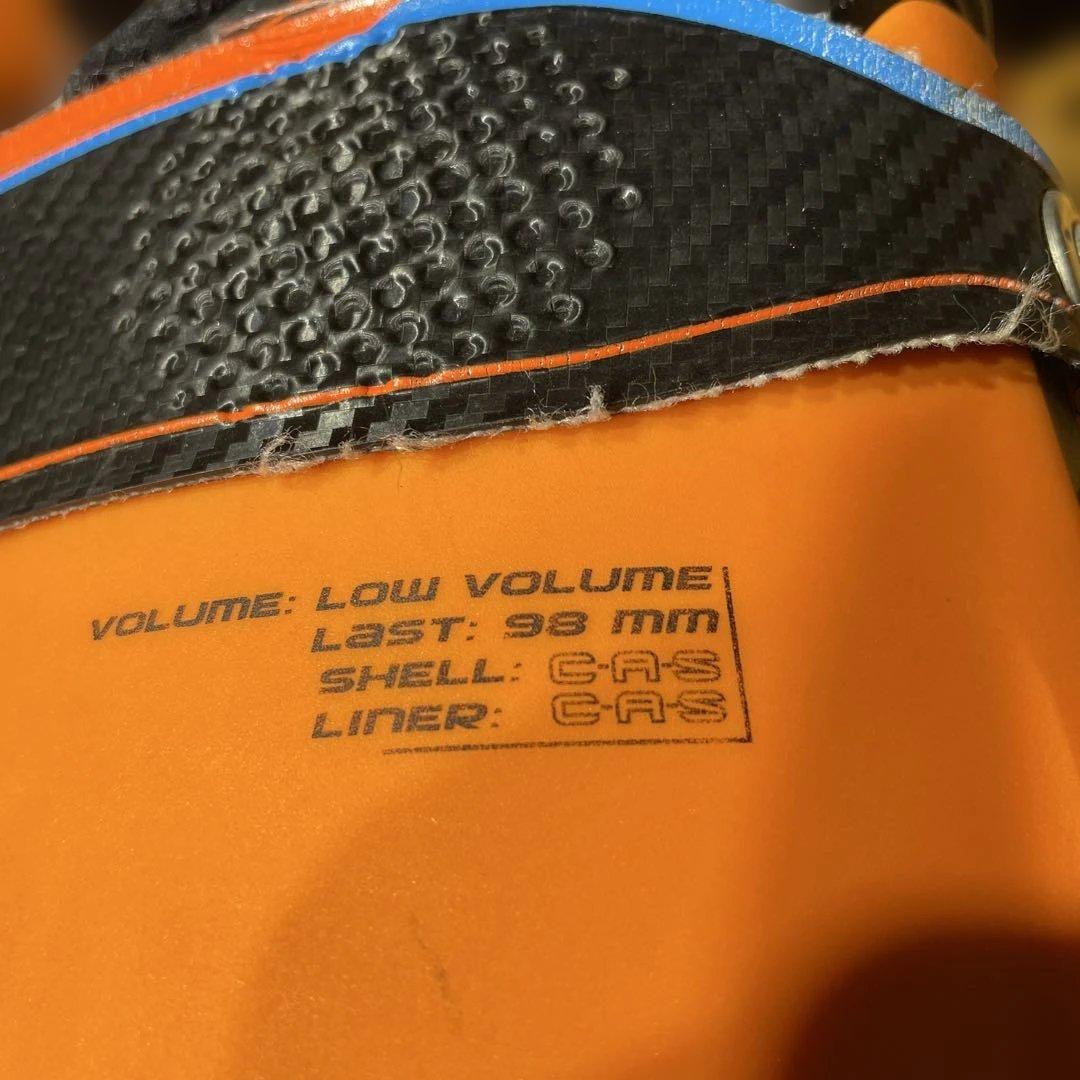 VOLUME: LOW VOLUME
LAST: 98 mm
SHELL: C-A-S
LINER: C-A-S